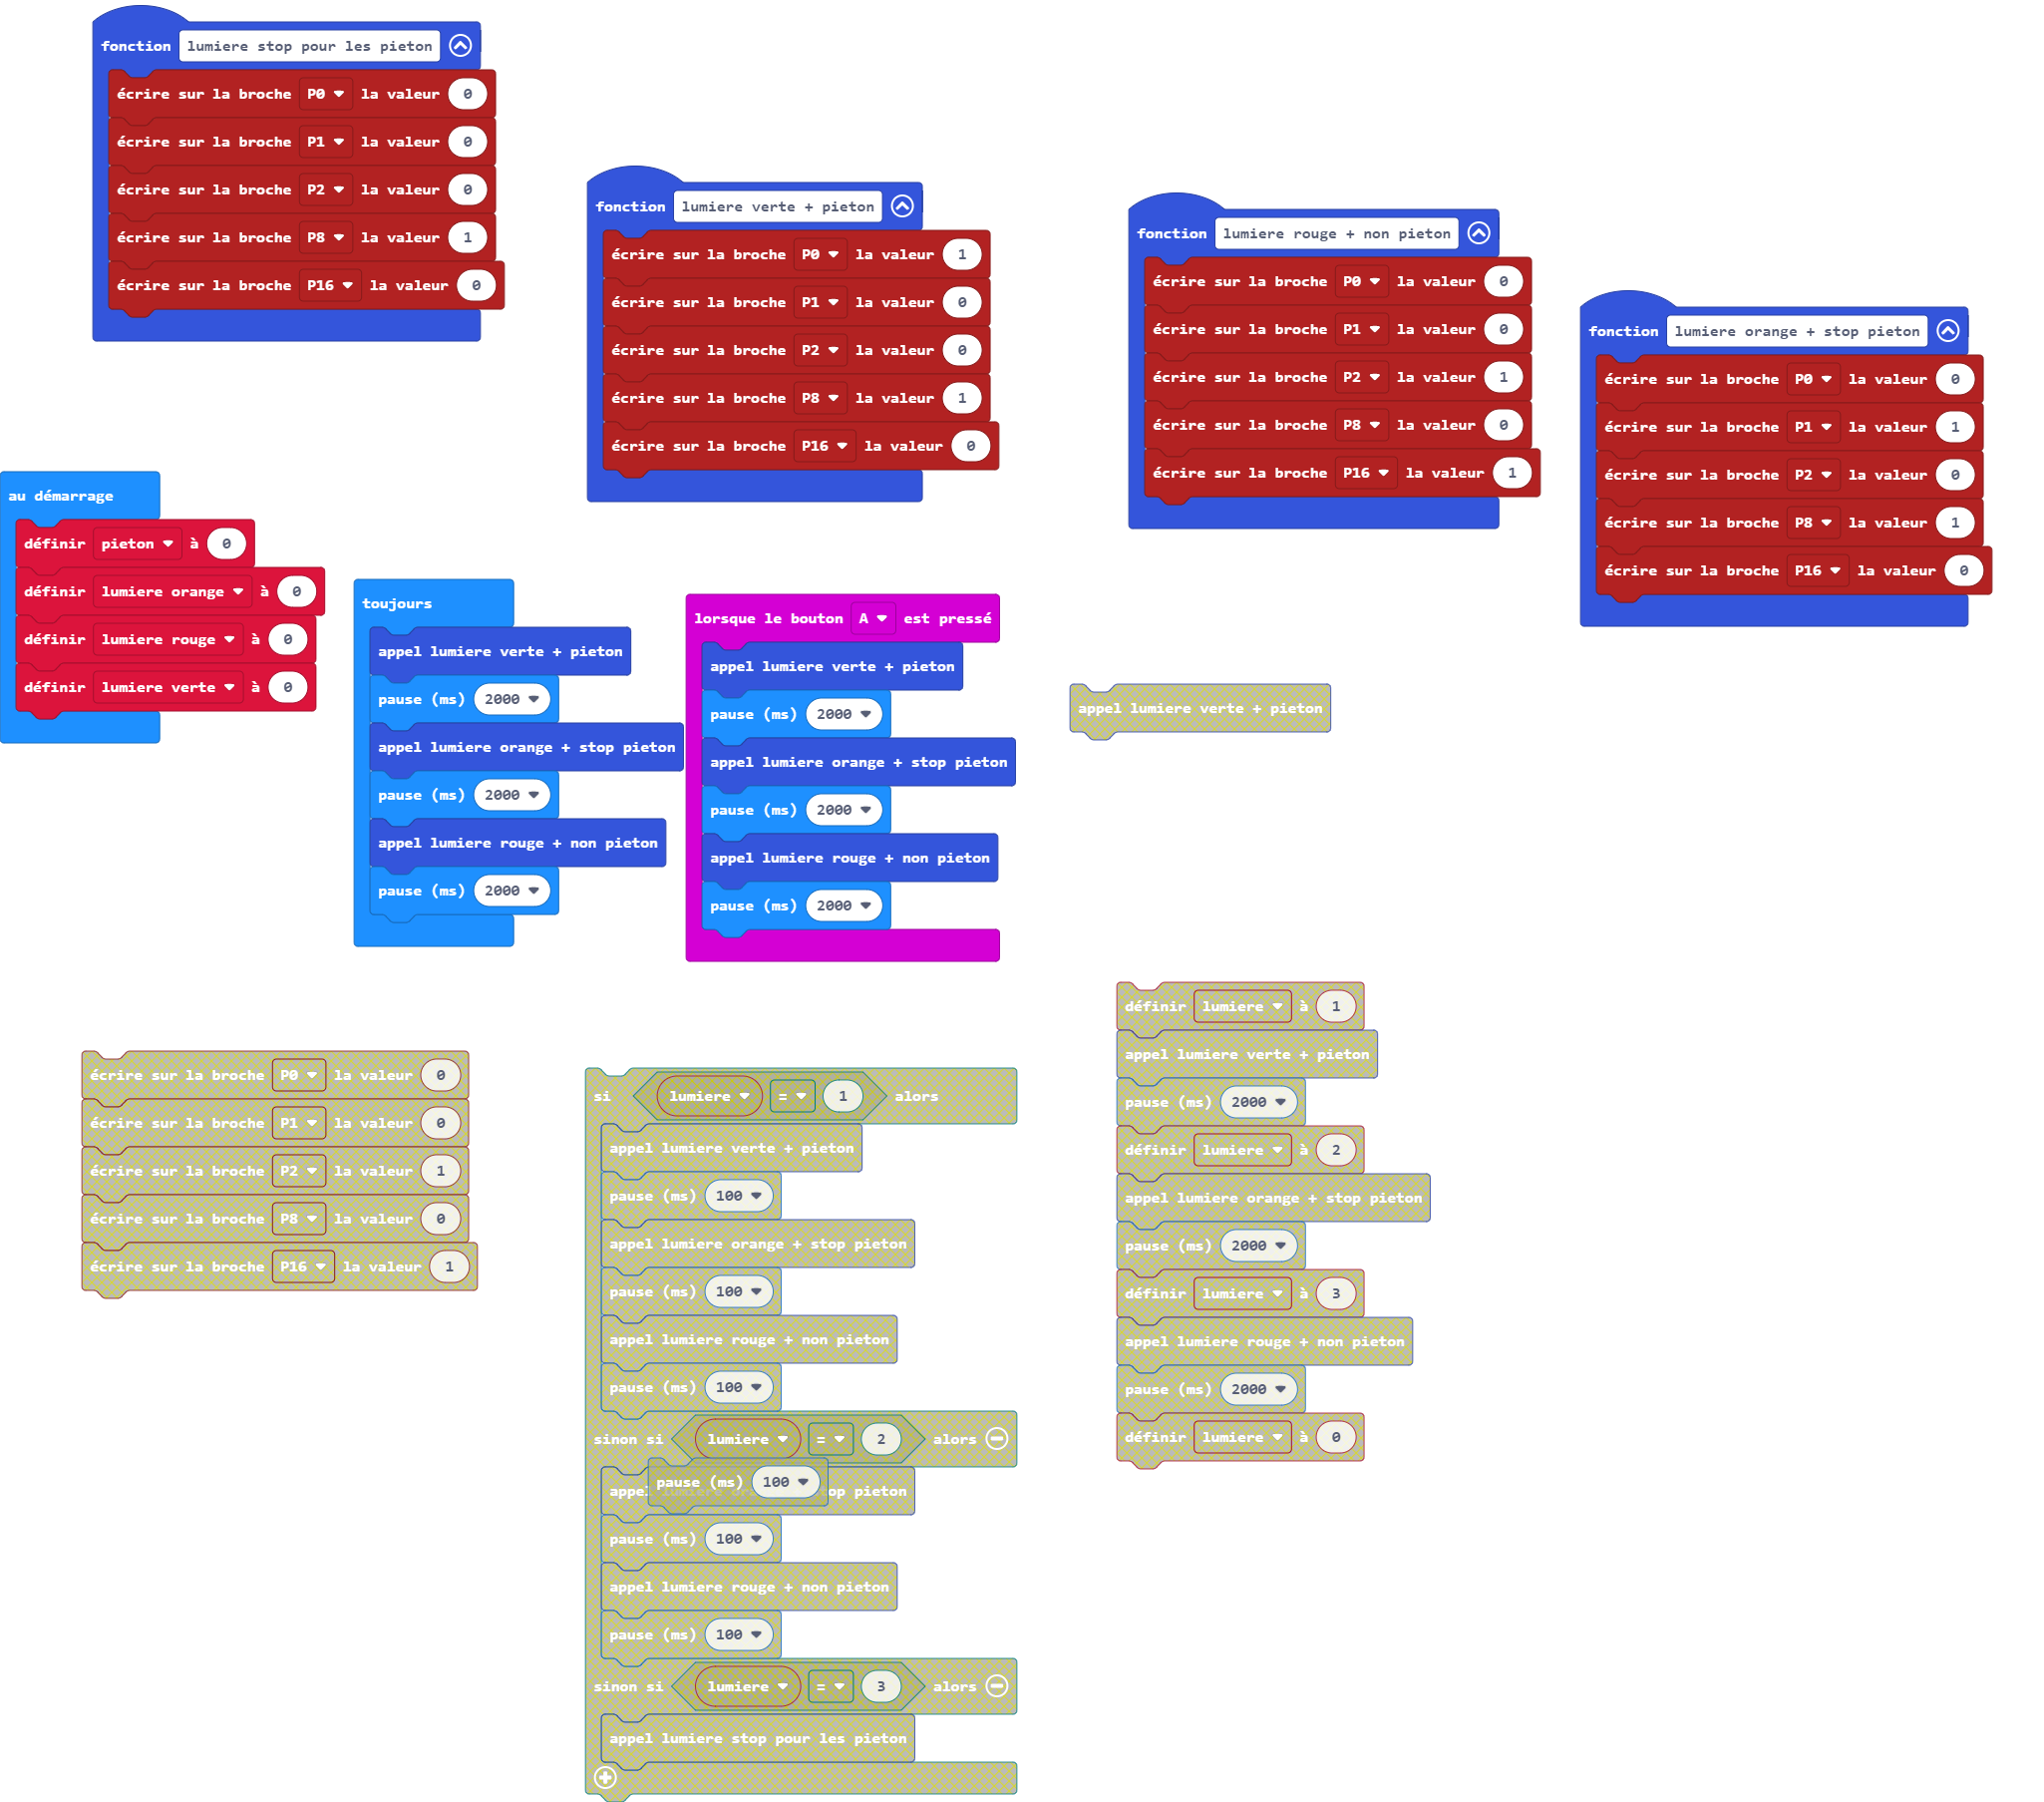 fonction lumiere stop pour les pieton
écrire sur la broche P0 la valeur 0
écrire sur la broche P1 la valeur 0
écrire sur la broche P2 la valeur 0
écrire sur la broche P8 la valeur 1
écrire sur la broche P16 la valeur 0
fonction lumiere verte + pieton
écrire sur la broche P0 la valeur 1
écrire sur la broche P1 la valeur 0
écrire sur la broche P2 la valeur 0
écrire sur la broche P8 la valeur 1
écrire sur la broche P16 la valeur 0
fonction lumiere rouge + non pieton
écrire sur la broche P0 la valeur 0
écrire sur la broche P1 la valeur 0
écrire sur la broche P2 la valeur 1
écrire sur la broche P8 la valeur 0
écrire sur la broche P16 la valeur 1
fonction lumiere orange + stop pieton
écrire sur la broche P0 la valeur 0
écrire sur la broche P1 la valeur 1
écrire sur la broche P2 la valeur 0
écrire sur la broche P8 la valeur 1
écrire sur la broche P16 la valeur 0
au démarrage
définir pieton à 0
définir lumiere orange à 0
définir lumiere rouge à 0
définir lumiere verte à 0
toujours
appel lumiere verte + pieton
pause (ms) 2000
appel lumiere orange + stop pieton
pause (ms) 2000
appel lumiere rouge + non pieton
pause (ms) 2000
lorsque le bouton A est pressé
appel lumiere verte + pieton
pause (ms) 2000
appel lumiere orange + stop pieton
pause (ms) 2000
appel lumiere rouge + non pieton
pause (ms) 2000
appel lumiere verte + pieton
écrire sur la broche P0 la valeur 0
écrire sur la broche P1 la valeur 0
écrire sur la broche P2 la valeur 1
écrire sur la broche P8 la valeur 0
écrire sur la broche P16 la valeur 1
si lumiere = 1 alors
appel lumiere verte + pieton
pause (ms) 100
appel lumiere orange + stop pieton
pause (ms) 100
appel lumiere rouge + non pieton
pause (ms) 100
sinon si lumiere = 2 alors
pause (ms) 100
pieton
pause (ms) 100
appel lumiere rouge + non pieton
pause (ms) 100
sinon si lumiere = 3 alors
appel lumiere stop pour les pieton
définir lumiere à 1
appel lumiere verte + pieton
pause (ms) 2000
définir lumiere à 2
appel lumiere orange + stop pieton
pause (ms) 2000
définir lumiere à 3
appel lumiere rouge + non pieton
pause (ms) 2000
définir lumiere à 0